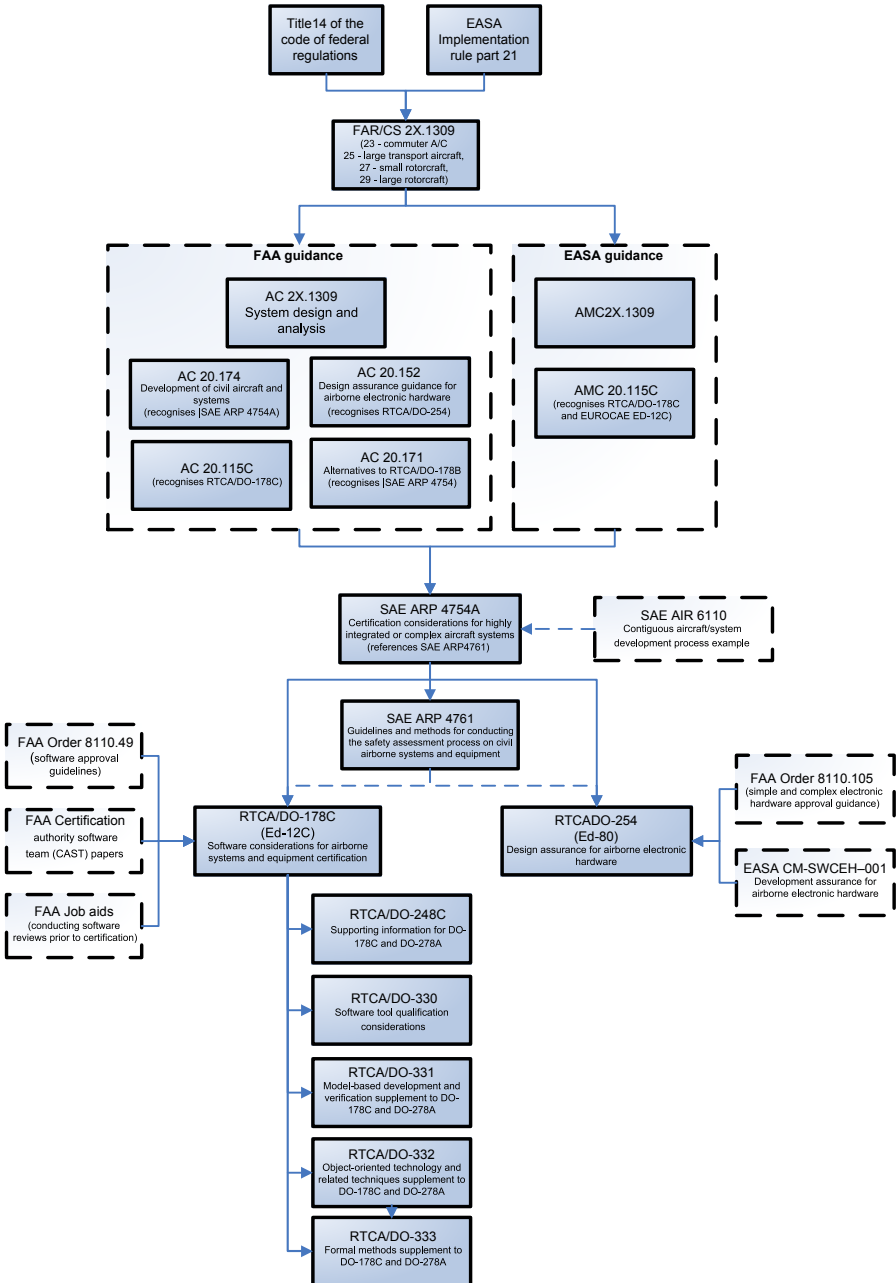 Title14 of the
code of federal
regulations
EASA
Implementation
rule part 21
FAR/CS 2X.1309
(23 - commuter A/C
25 - large transport aircraft,
27 - small rotorcraft,
29 - large rotorcraft)
FAA guidance
AC 2X.1309
System design and
analysis
AC 20.174
Development of civil aircraft and
systems
(recognises |SAE ARP 4754A)
AC 20.152
Design assurance guidance for
airborne electronic hardware
(recognises RTCA/DO-254)
AC 20.115C
(recognises RTCA/DO-178C)
AC 20.171
Alternatives to RTCA/DO-178B
(recognises |SAE ARP 4754)
EASA guidance
AMC2X.1309
AMC 20.115C
(recognises RTCA/DO-178C
and EUROCAE ED-12C)
SAE ARP 4754A
Certification considerations for highly
integrated or complex aircraft systems
(references SAE ARP4761)
SAE AIR 6110
Contiguous aircraft/system
development process example
SAE ARP 4761
Guidelines and methods for conducting
the safety assessment process on civil
airborne systems and equipment
FAA Order 8110.49
(software approval
guidelines)
FAA Certification
authority software
team (CAST) papers
FAA Job aids
(conducting software
reviews prior to certification)
RTCA/DO-178C
(Ed-12C)
Software considerations for airborne
systems and equipment certification
RTCADO-254
(Ed-80)
Design assurance for airborne electronic
hardware
FAA Order 8110.105
(simple and complex electronic
hardware approval guidance)
EASA CM-SWCEH–001
Development assurance for
airborne electronic hardware
RTCA/DO-248C
Supporting information for DO-
178C and DO-278A
RTCA/DO-330
Software tool qualification
considerations
RTCA/DO-331
Model-based development and
verification supplement to DO-
178C and DO-278A
RTCA/DO-332
Object-oriented technology and
related techniques supplement to
DO-178C and DO-278A
RTCA/DO-333
Formal methods supplement to
DO-178C and DO-278A